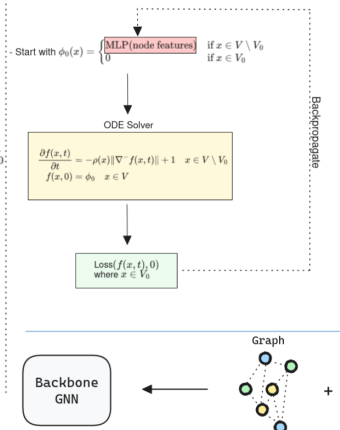 - Start with ϕ₀(x) = { MLP(node features) if x ∈ V \ V₀
0 if x ∈ V₀
ODE Solver
∂f(x,t)/∂t = −ρ(x)‖∇⁻f(x,t)‖ + 1 x ∈ V \ V₀
f(x,0) = ϕ₀ x ∈ V
Backpropagate
Loss(f(x,t),0)
where x ∈ V₀
Graph
Backbone
GNN
+